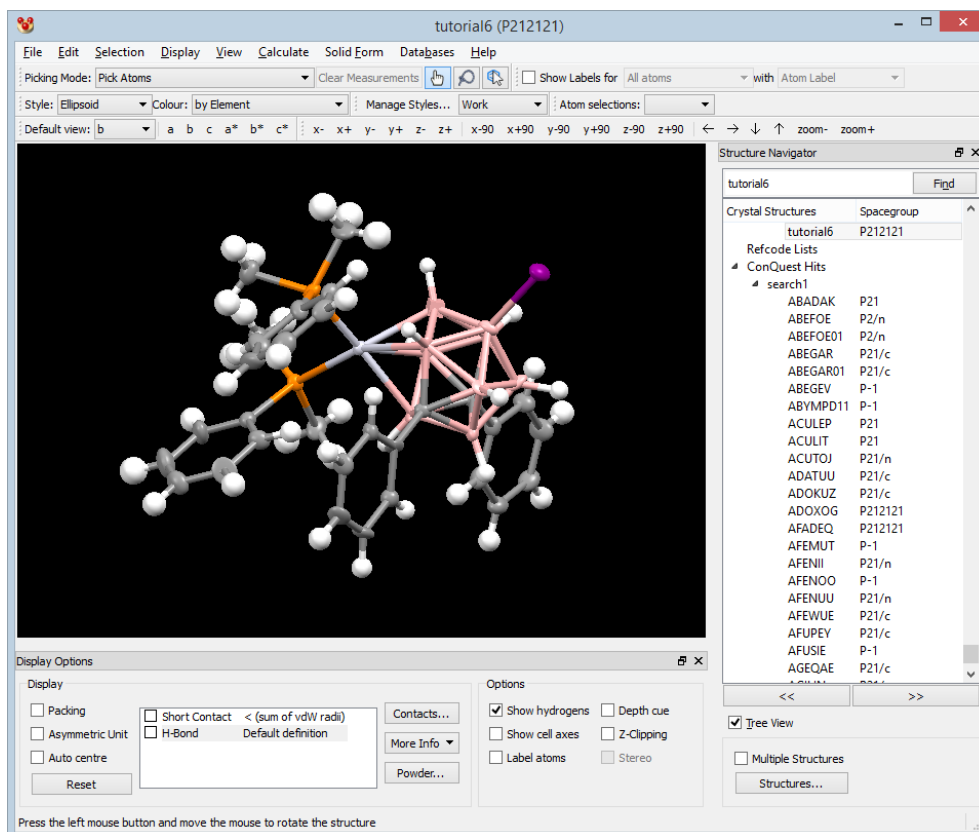 tutorial6 (P212121)
File Edit Selection Display View Calculate Solid Form Databases Help
Picking Mode: Pick Atoms Clear Measurements Show Labels for All atoms with Atom Label
Style: Ellipsoid Colour: by Element Manage Styles... Work Atom selections:
Default view: b a b c a* b* c* x- x+ y- y+ z- z+ x-90 x+90 y-90 y+90 z-90 z+90 ← → ↓ ↑ zoom- zoom+
Structure Navigator
tutorial6 Find
Crystal Structures Spacegroup
tutorial6 P212121
Refcode Lists
ConQuest Hits
search1
ABADAK P21
ABEFOE P2/n
ABEFOE01 P2/n
ABEGAR P21/c
ABEGAR01 P21/c
ABEGEV P-1
ABYMPD11 P-1
ACULEP P21
ACULIT P21
ACUTOJ P21/n
ADATUU P21/c
ADOKUZ P21/c
ADOXOG P212121
AFADEQ P212121
AFEMUT P-1
AFENII P21/n
AFENOO P-1
AFENUU P21/n
AFEWUE P21/c
AFUPEY P21/c
AFUSIE P-1
AGEQAE P21/c
<< >>
Tree View
Multiple Structures
Structures...
Display Options
Display
Packing
Asymmetric Unit
Auto centre
Reset
Short Contact < (sum of vdW radii)
H-Bond Default definition
Contacts...
More Info
Powder...
Options
Show hydrogens Depth cue
Show cell axes Z-Clipping
Label atoms Stereo
Press the left mouse button and move the mouse to rotate the structure